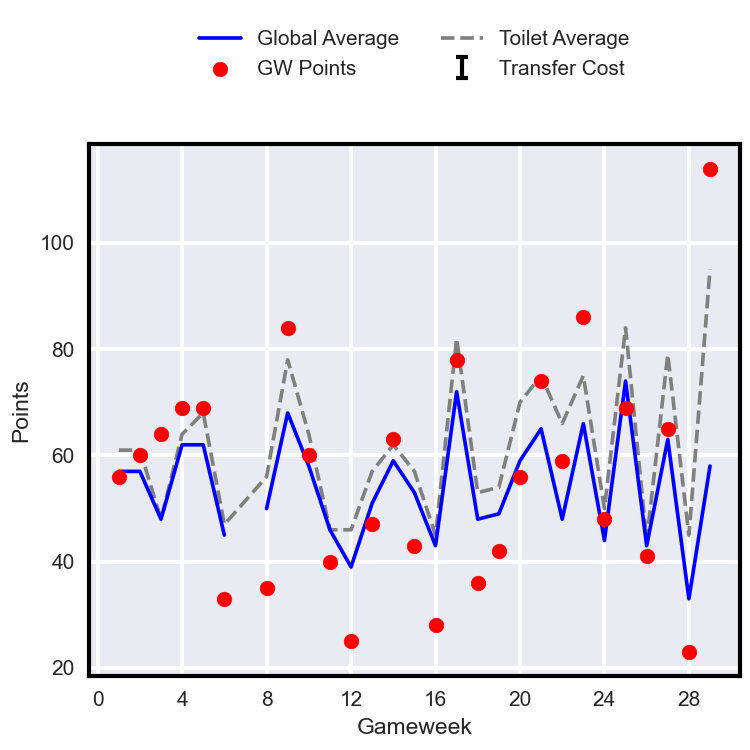 Global Average
Toilet Average
GW Points
Transfer Cost
100
80
60
40
20
Points
0 4 8 12 16 20 24 28
Gameweek